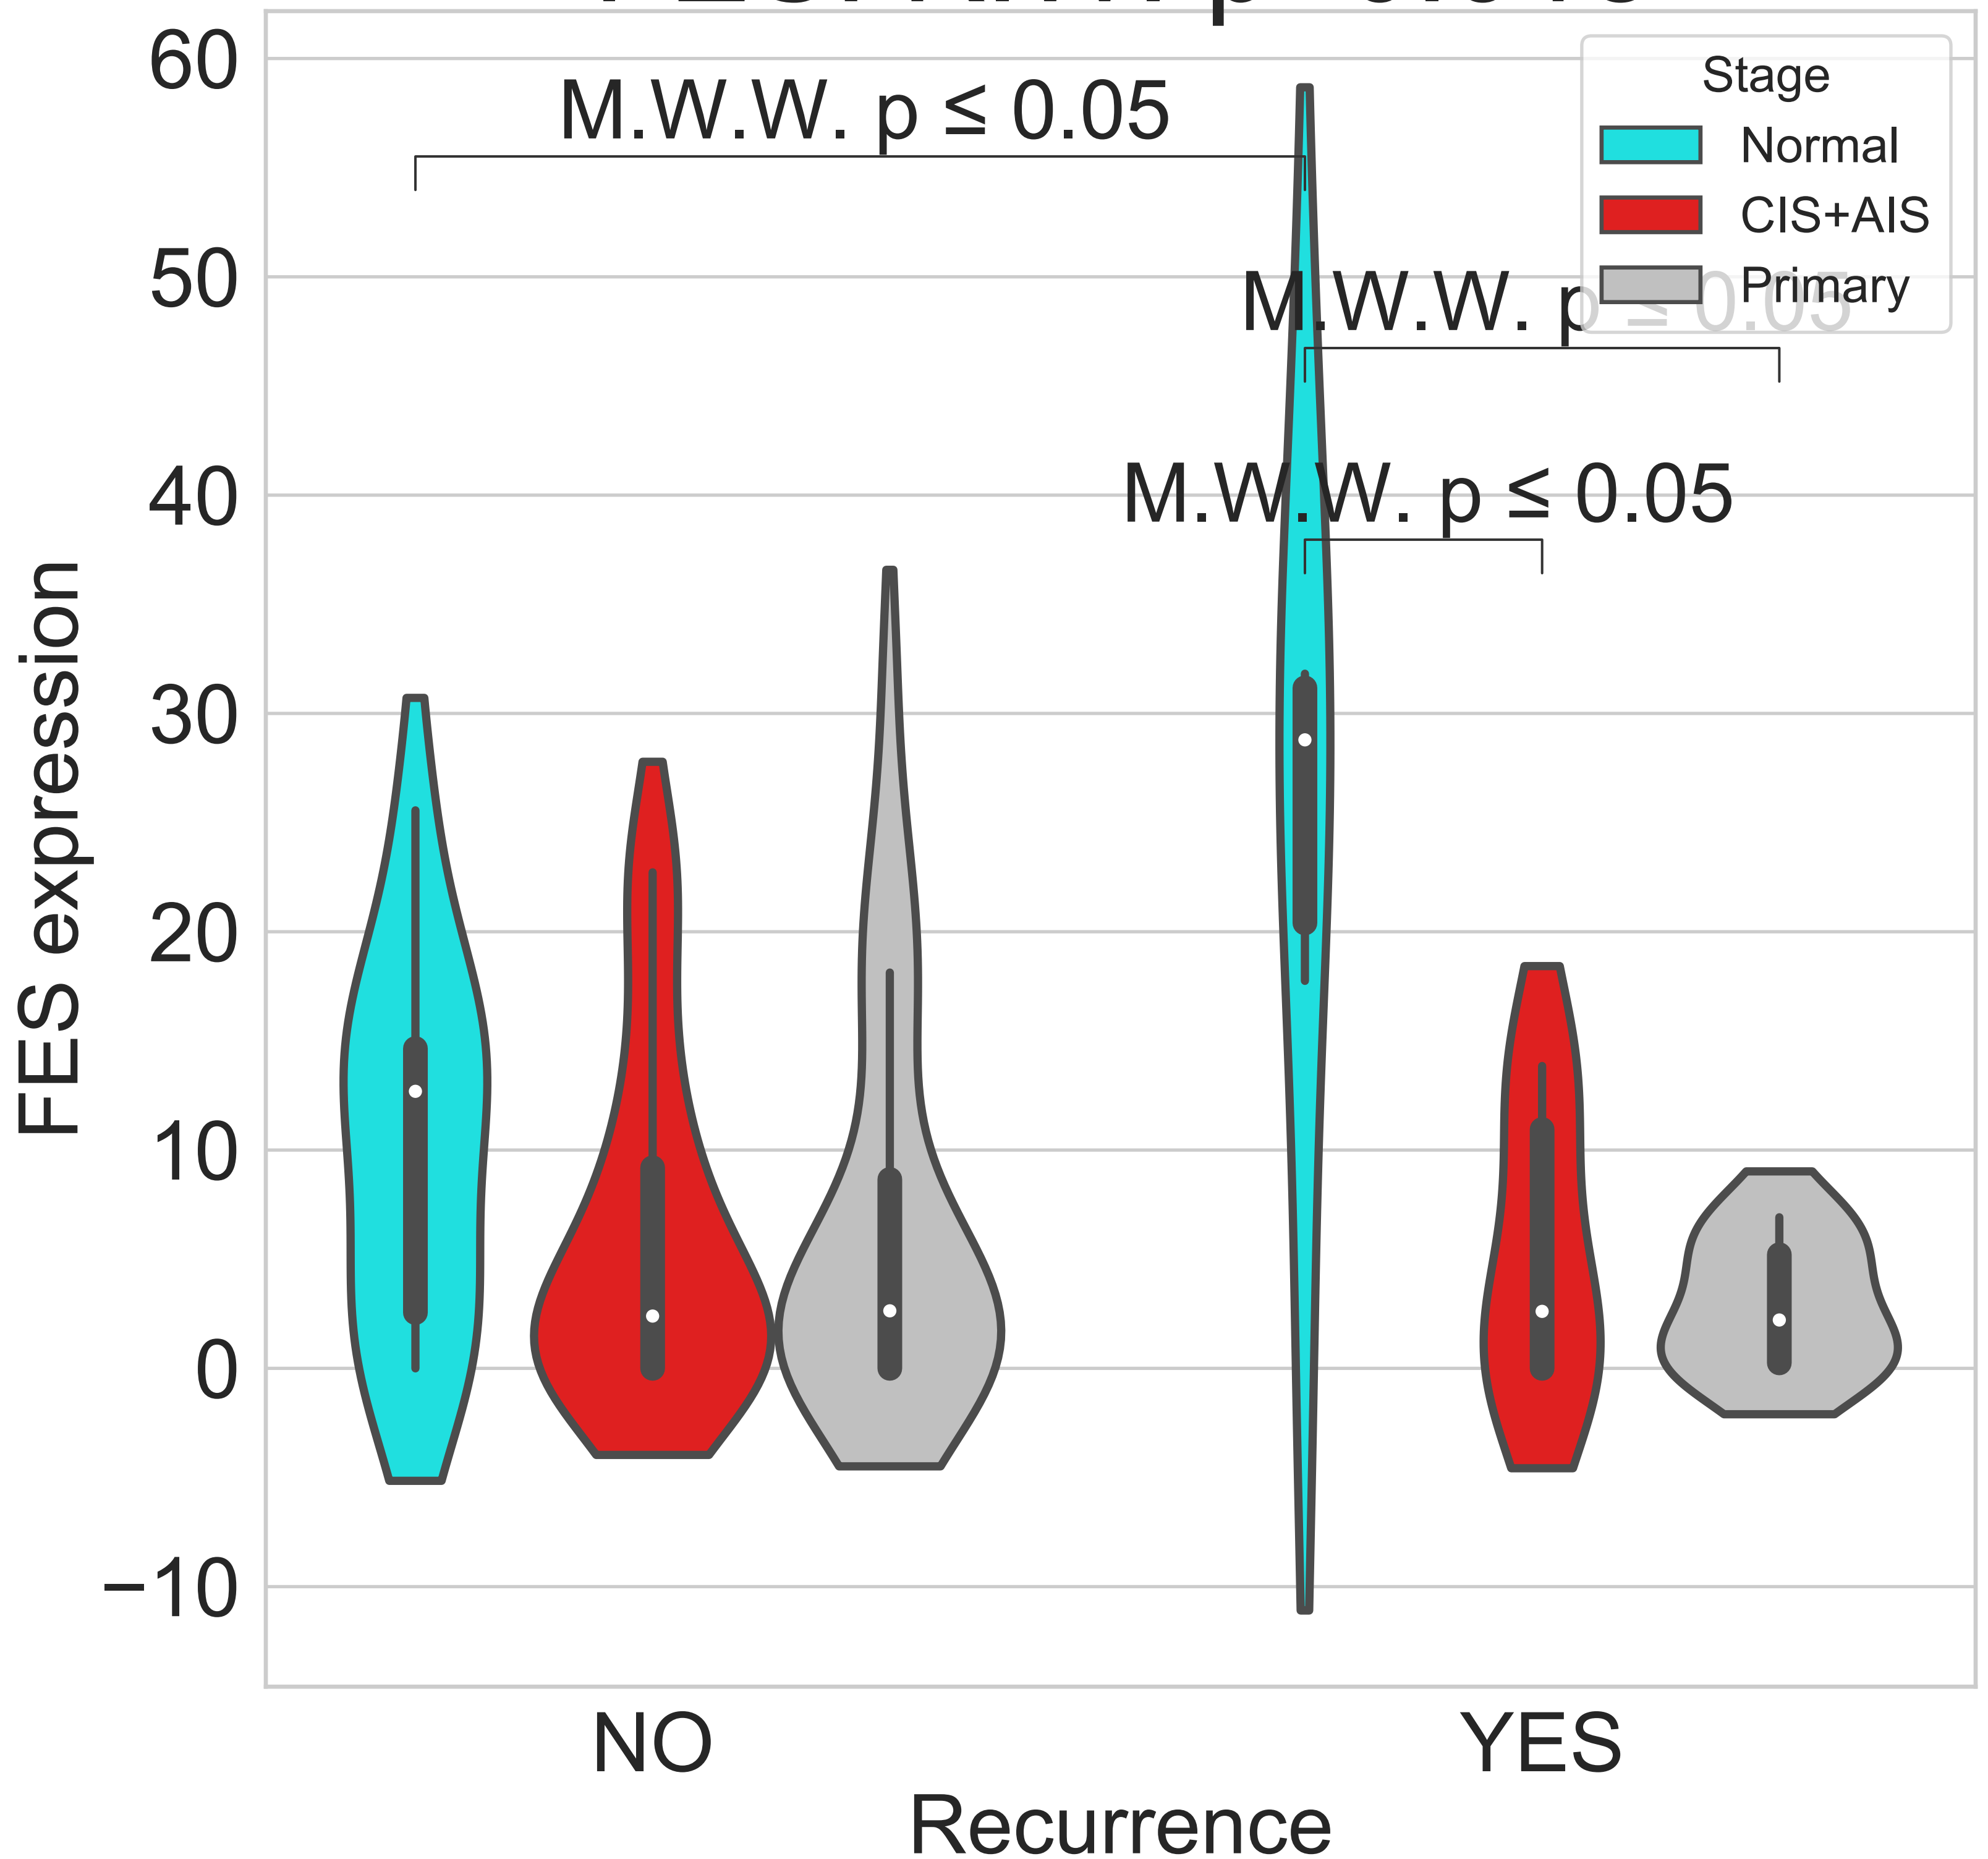 60
M.W.W. p ≤ 0.05
Stage
Normal
CIS+AIS
Primary
50
M.W.W. p ≤ 0.05
40
M.W.W. p ≤ 0.05
30
20
10
0
−10
FES expression
NO
YES
Recurrence